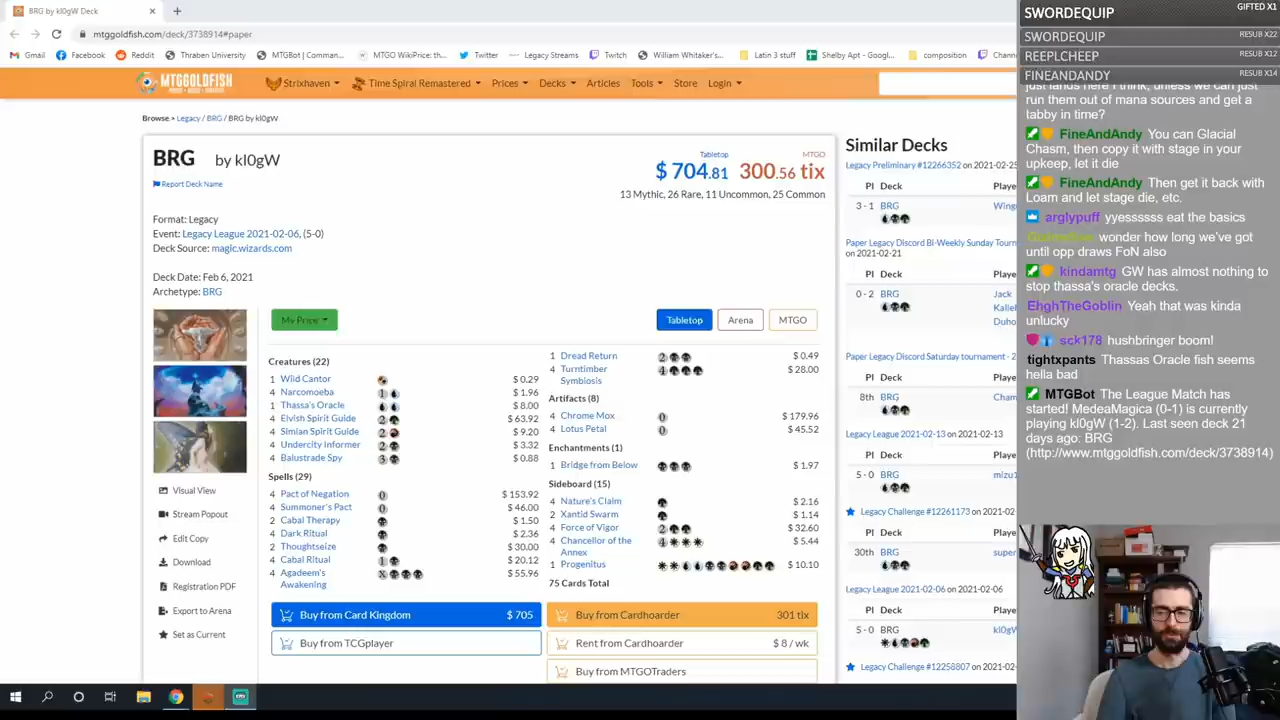 BRG by kl0gW Deck
mtggoldfish.com/deck/3738914#paper
Gmail
Facebook
Reddit
Thraben University
MTGBot | Comman...
MTGO WikiPrice: th...
Twitter
Legacy Streams
Twitch
William Whitaker's...
Latin 3 stuff
Shelby Apt - Googl...
composition
Chann
MTGGOLDFISH
Strixhaven
Time Spiral Remastered
Prices
Decks
Articles
Tools
Store
Login
Browse » Legacy / BRG / BRG by kl0gW
BRG by kl0gW
Report Deck Name
Tabletop
$ 704.81
MTGO
300.56 tix
13 Mythic, 26 Rare, 11 Uncommon, 25 Common
Format: Legacy
Event: Legacy League 2021-02-06, (5-0)
Deck Source: magic.wizards.com
Deck Date: Feb 6, 2021
Archetype: BRG
My Price
Tabletop
Arena
MTGO
Visual View
Stream Popout
Edit Copy
Download
Registration PDF
Export to Arena
Set as Current
Creatures (22)
1 Wild Cantor $ 0.29
4 Narcomoeba 1 $ 1.96
1 Thassa's Oracle $ 8.00
4 Elvish Spirit Guide 2 $ 63.92
4 Simian Spirit Guide 2 $ 9.20
4 Undercity Informer 2 $ 3.32
4 Balustrade Spy 3 $ 0.88
Spells (29)
4 Pact of Negation 0 $ 153.92
4 Summoner's Pact 0 $ 46.00
2 Cabal Therapy $ 1.50
4 Dark Ritual $ 2.36
2 Thoughtseize $ 30.00
4 Cabal Ritual 1 $ 20.12
4 Agadeem's X $ 55.96
Awakening
1 Dread Return 2 $ 0.49
4 Turntimber 4 $ 28.00
Symbiosis
Artifacts (8)
4 Chrome Mox 0 $ 179.96
4 Lotus Petal 0 $ 45.52
Enchantments (1)
1 Bridge from Below $ 1.97
Sideboard (15)
4 Nature's Claim $ 2.16
2 Xantid Swarm $ 1.14
4 Force of Vigor 2 $ 32.60
4 Chancellor of the 4 $ 5.44
Annex
1 Progenitus $ 10.10
75 Cards Total
Buy from Card Kingdom $ 705
Buy from TCGplayer
Buy from Cardhoarder 301 tix
Rent from Cardhoarder $ 8 / wk
Buy from MTGOTraders
Similar Decks
Legacy Preliminary #12266352 on 2021-02-25
Pl Deck Playe
3 - 1 BRG Wing
Paper Legacy Discord Bi-Weekly Sunday Tourn
on 2021-02-21
Pl Deck Playe
0 - 2 BRG Jack
Kallel
Duho
Paper Legacy Discord Saturday tournament - 2
Pl Deck Playe
8th BRG Cham
Legacy League 2021-02-13 on 2021-02-13
Pl Deck Playe
5 - 0 BRG mizu1
Legacy Challenge #12261173 on 2021-02-
Pl Deck Playe
30th BRG super
Legacy League 2021-02-06 on 2021-02-06
Pl Deck Playe
5 - 0 BRG kl0gW
Legacy Challenge #12258807 on 2021-02-
SWORDEQUIP GIFTED X1
SWORDEQUIP RESUB X22
REEPLCHEEP RESUB X12
FINEANDANDY RESUB X14
just lands here I think, unless we can just
run them out of mana sources and get a
tabby in time?
FineAndAndy You can Glacial
Chasm, then copy it with stage in your
upkeep, let it die
FineAndAndy Then get it back with
Loam and let stage die, etc.
arglypuff yyessssss eat the basics
wonder how long we've got
until opp draws FoN also
kindamtg GW has almost nothing to
stop thassa's oracle decks.
EhghTheGoblin Yeah that was kinda
unlucky
sck178 hushbringer boom!
tightxpants Thassas Oracle fish seems
hella bad
MTGBot The League Match has
started! MedeaMagica (0-1) is currently
playing kl0gW (1-2). Last seen deck 21
days ago: BRG
(http://www.mtggoldfish.com/deck/3738914)